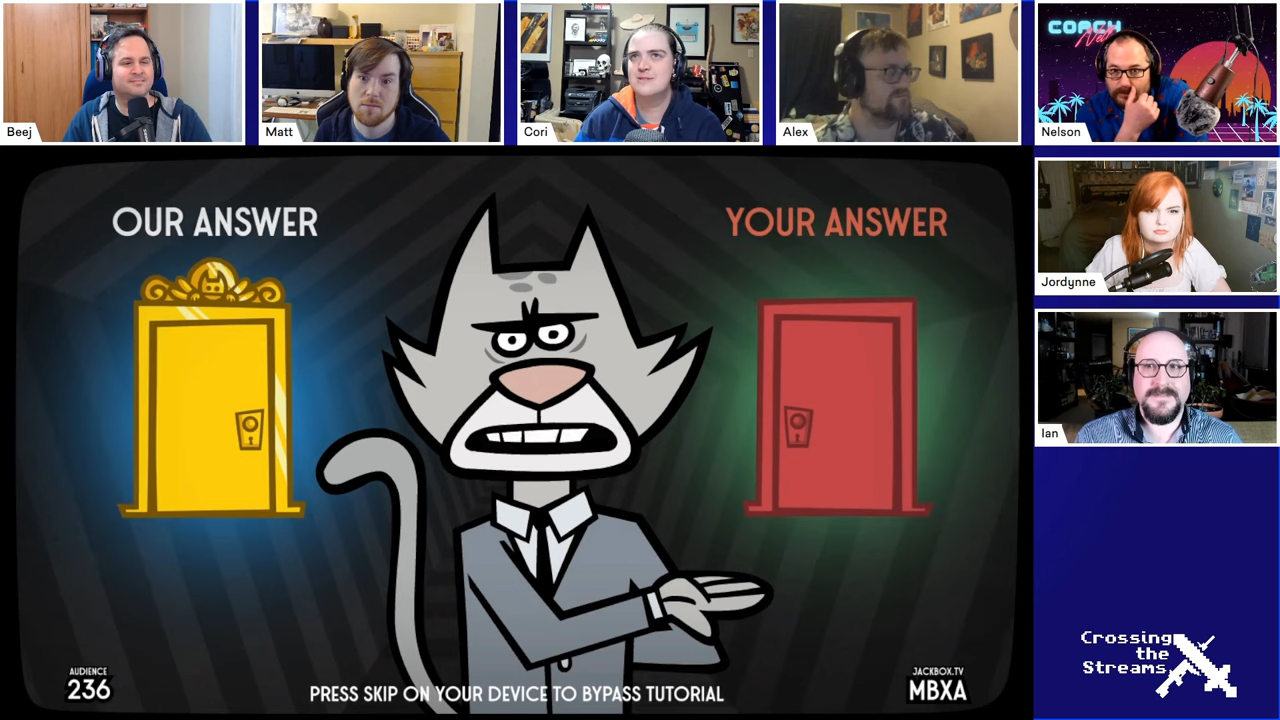 Beej
Matt
Cori
Alex
COACH
Nelson
Jordynne
Ian
OUR ANSWER
YOUR ANSWER
AUDIENCE
236
PRESS SKIP ON YOUR DEVICE TO BYPASS TUTORIAL
JACKBOX.TV
MBXA
Crossing
the
Streams